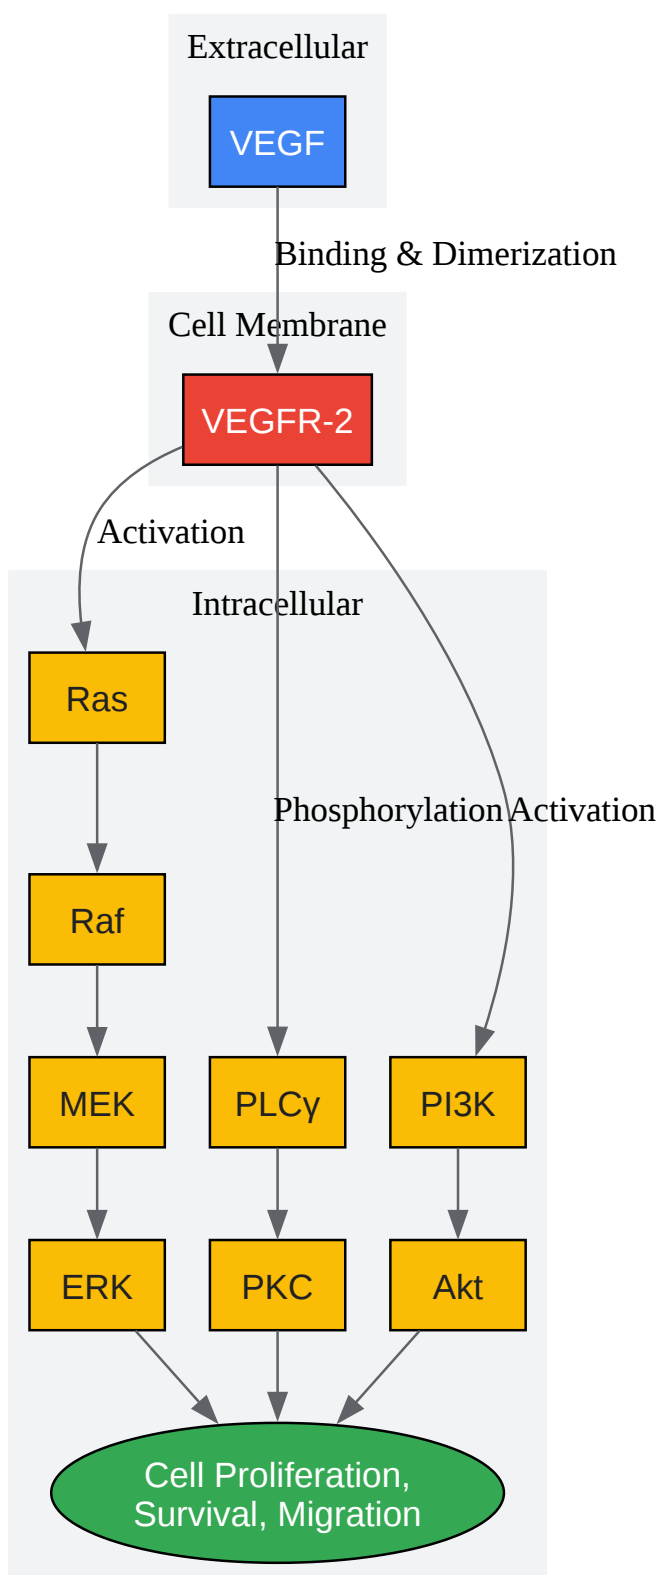 Extracellular
VEGF
Binding & Dimerization
Cell Membrane
VEGFR-2
Activation
Intracellular
Ras
Phosphorylation
Activation
Raf
MEK
PLCγ
PI3K
ERK
PKC
Akt
Cell Proliferation,
Survival, Migration